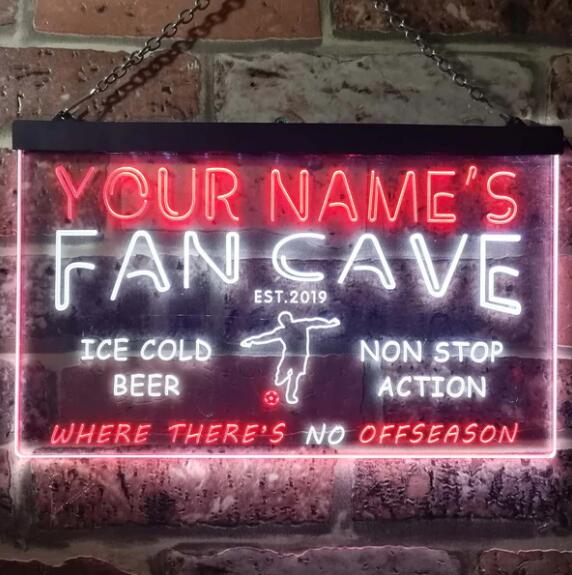 YOUR NAME'S
FAN CAVE
EST.2019
ICE COLD
BEER
NON STOP
ACTION
WHERE THERE'S NO OFFSEASON